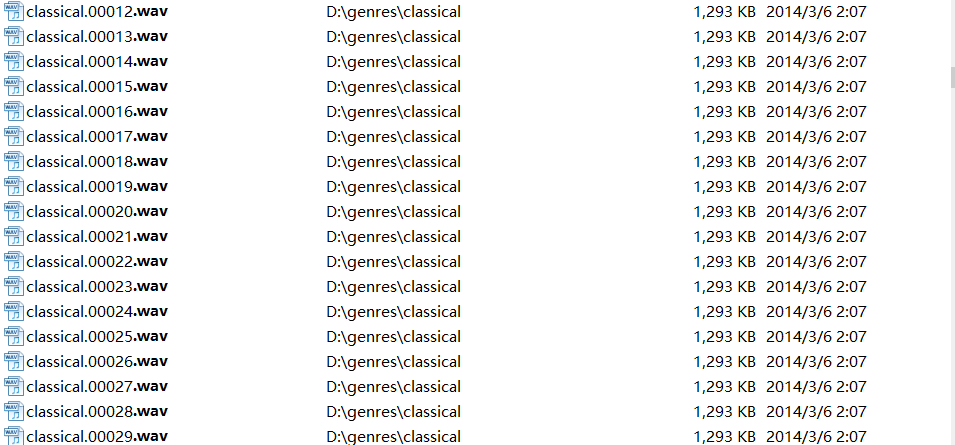 classical.00012.wav D:\genres\classical 1,293 KB 2014/3/6 2:07
classical.00013.wav D:\genres\classical 1,293 KB 2014/3/6 2:07
classical.00014.wav D:\genres\classical 1,293 KB 2014/3/6 2:07
classical.00015.wav D:\genres\classical 1,293 KB 2014/3/6 2:07
classical.00016.wav D:\genres\classical 1,293 KB 2014/3/6 2:07
classical.00017.wav D:\genres\classical 1,293 KB 2014/3/6 2:07
classical.00018.wav D:\genres\classical 1,293 KB 2014/3/6 2:07
classical.00019.wav D:\genres\classical 1,293 KB 2014/3/6 2:07
classical.00020.wav D:\genres\classical 1,293 KB 2014/3/6 2:07
classical.00021.wav D:\genres\classical 1,293 KB 2014/3/6 2:07
classical.00022.wav D:\genres\classical 1,293 KB 2014/3/6 2:07
classical.00023.wav D:\genres\classical 1,293 KB 2014/3/6 2:07
classical.00024.wav D:\genres\classical 1,293 KB 2014/3/6 2:07
classical.00025.wav D:\genres\classical 1,293 KB 2014/3/6 2:07
classical.00026.wav D:\genres\classical 1,293 KB 2014/3/6 2:07
classical.00027.wav D:\genres\classical 1,293 KB 2014/3/6 2:07
classical.00028.wav D:\genres\classical 1,293 KB 2014/3/6 2:07
classical.00029.wav D:\genres\classical 1,293 KB 2014/3/6 2:07